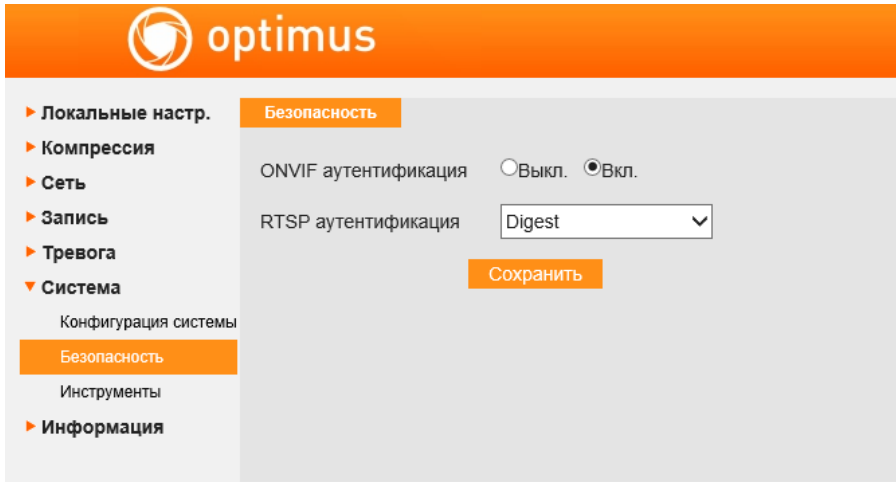 optimus
Локальные настр.
Компрессия
Сеть
Запись
Тревога
Система
Конфигурация системы
Безопасность
Инструменты
Информация
Безопасность
ONVIF аутентификация Выкл. Вкл.
RTSP аутентификация Digest
Сохранить